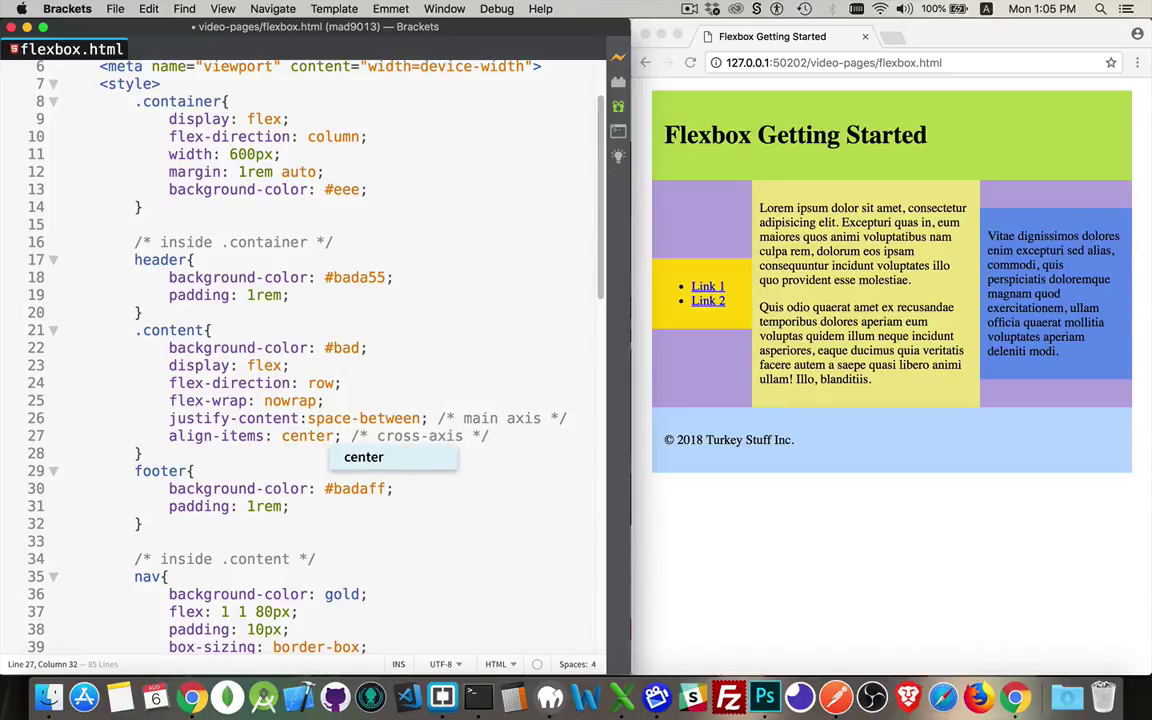 Brackets File Edit Find View Navigate Template Emmet Window Debug Help 100% Mon 1:05 PM
• video-pages/flexbox.html (mad9013) — Brackets
flexbox.html
6 <meta name="viewport" content="width=device-width">
7 <style>
8 .container{
9 display: flex;
10 flex-direction: column;
11 width: 600px;
12 margin: 1rem auto;
13 background-color: #eee;
14 }
15
16 /* inside .container */
17 header{
18 background-color: #bada55;
19 padding: 1rem;
20 }
21 .content{
22 background-color: #bad;
23 display: flex;
24 flex-direction: row;
25 flex-wrap: nowrap;
26 justify-content:space-between; /* main axis */
27 align-items: center; /* cross-axis */
center
28 }
29 footer{
30 background-color: #badaff;
31 padding: 1rem;
32 }
33
34 /* inside .content */
35 nav{
36 background-color: gold;
37 flex: 1 1 80px;
38 padding: 10px;
39 box-sizing: border-box;
Line 27, Column 32 — 85 Lines INS UTF-8 HTML Spaces: 4
Flexbox Getting Started
127.0.0.1:50202/video-pages/flexbox.html
Flexbox Getting Started
Link 1
Link 2
Lorem ipsum dolor sit amet, consectetur
adipisicing elit. Excepturi quas in, eum
maiores quos animi voluptatibus nam
culpa rem, dolorum eos ipsam
consequuntur incidunt voluptates illo
quo provident esse molestiae.
Quis odio quaerat amet ex recusandae
temporibus dolores aperiam eum
voluptas quidem illum neque incidunt
asperiores, eaque ducimus quia veritatis
facere autem a saepe quasi libero animi
ullam! Illo, blanditiis.
Vitae dignissimos dolores
enim excepturi sed alias,
commodi, quis
perspiciatis doloremque
magnam quod
exercitationem, ullam
officia quaerat mollitia
voluptates aperiam
deleniti modi.
© 2018 Turkey Stuff Inc.
AUG
6